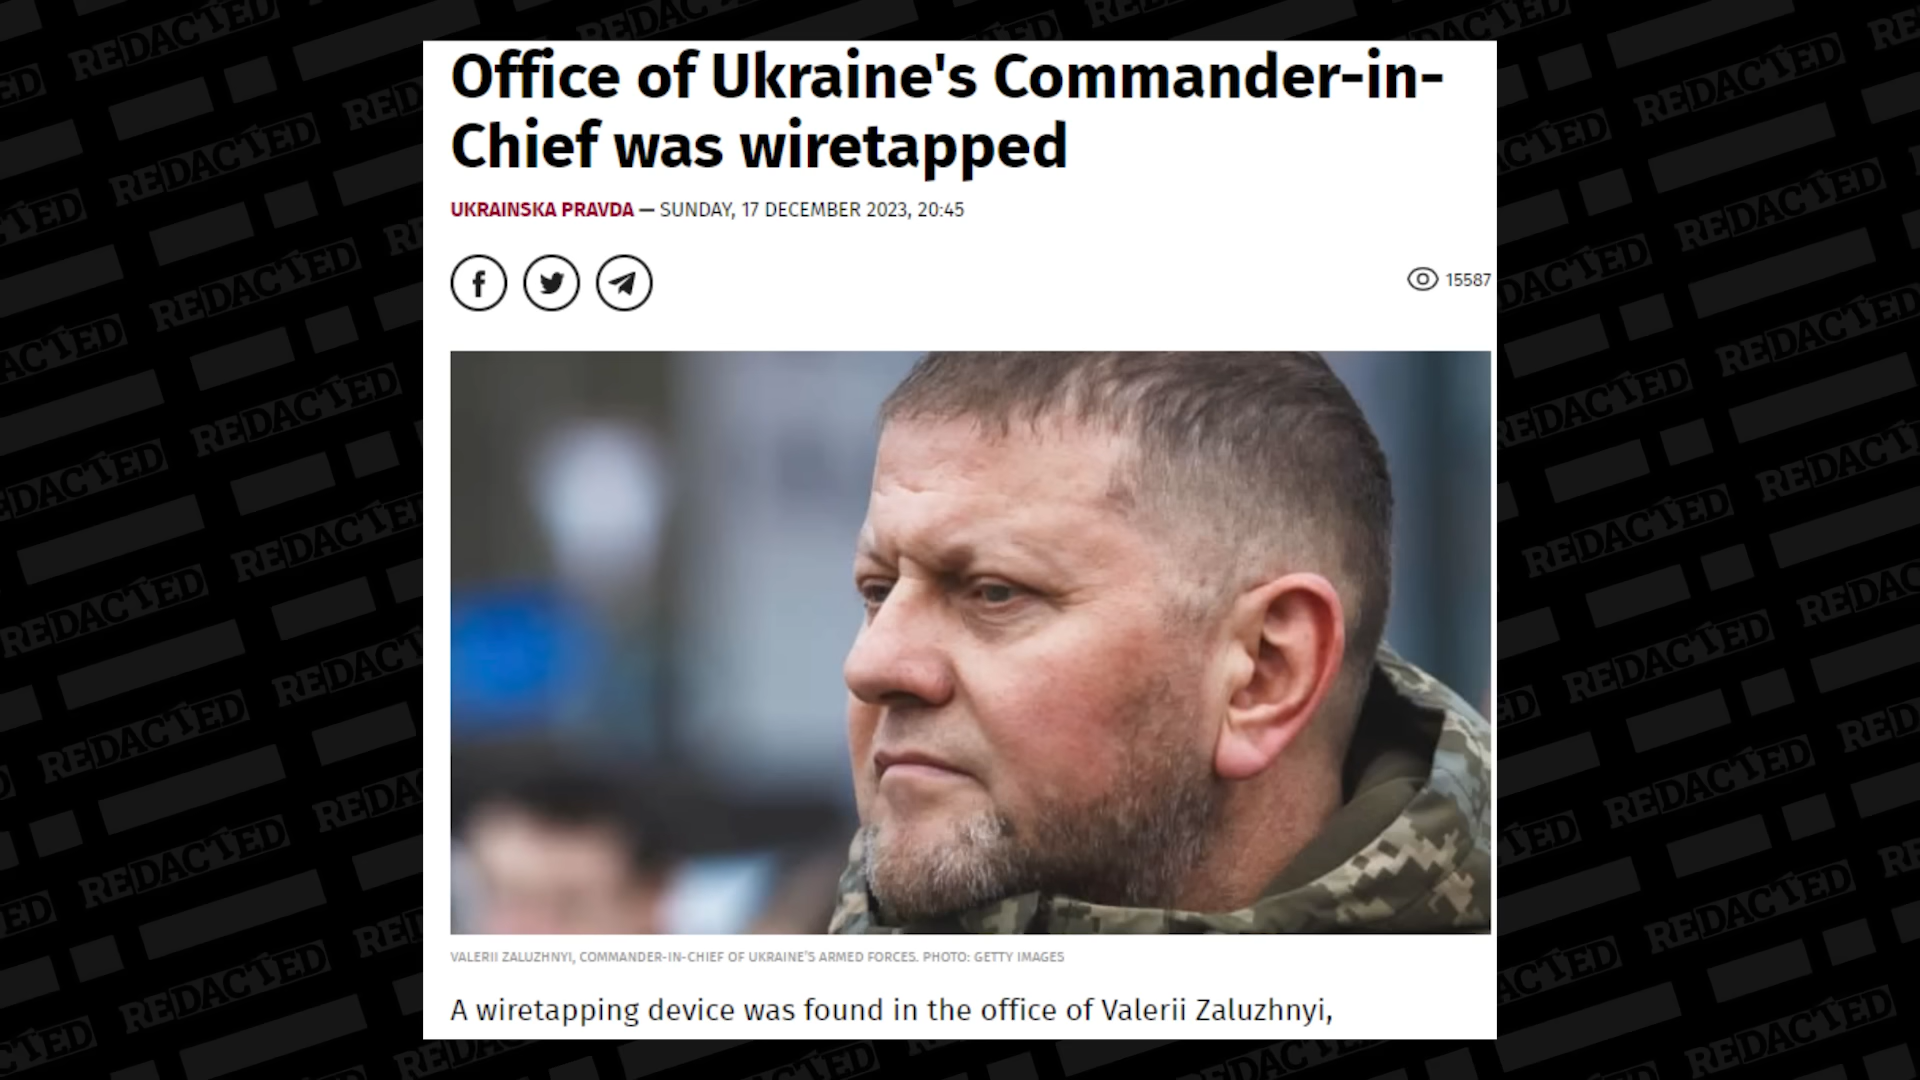 Office of Ukraine's Commander-in-
Chief was wiretapped
UKRAINSKA PRAVDA — SUNDAY, 17 DECEMBER 2023, 20:45
15587
VALERII ZALUZHNYI, COMMANDER-IN-CHIEF OF UKRAINE'S ARMED FORCES. PHOTO: GETTY IMAGES
A wiretapping device was found in the office of Valerii Zaluzhnyi,
REDACTED